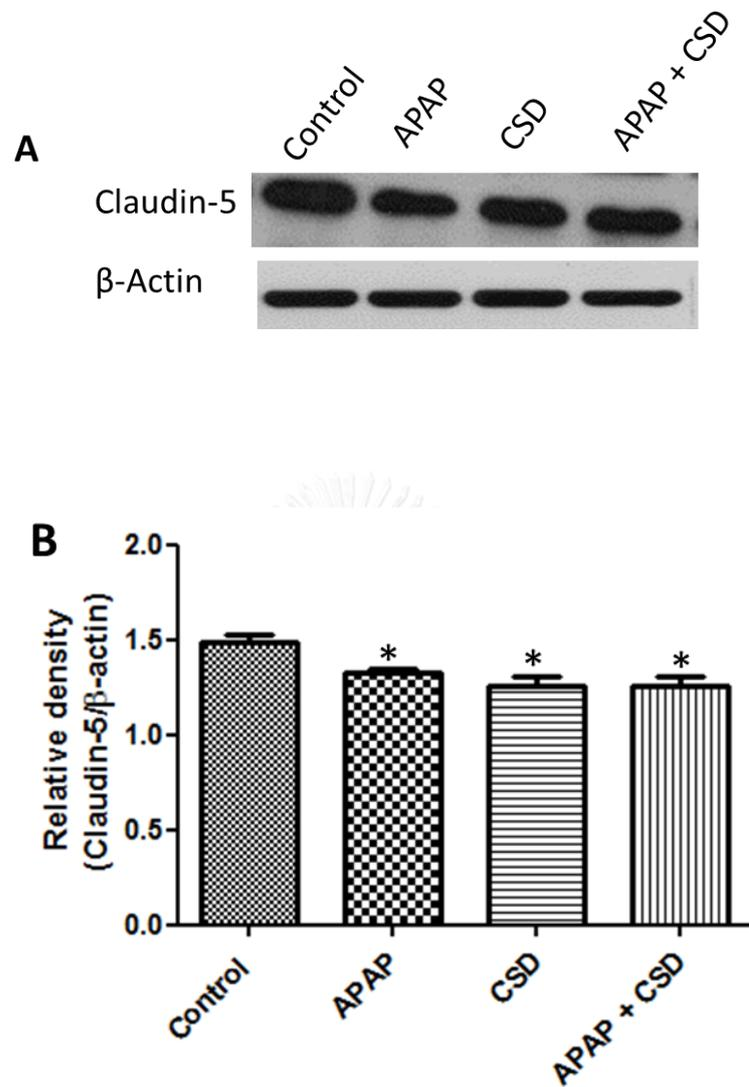 A
Control
APAP
CSD
APAP + CSD
Claudin-5
β-Actin
B
Relative density
(Claudin-5/β-actin)
2.0
1.5
1.0
0.5
0.0
*
*
*
Control
APAP
CSD
APAP + CSD